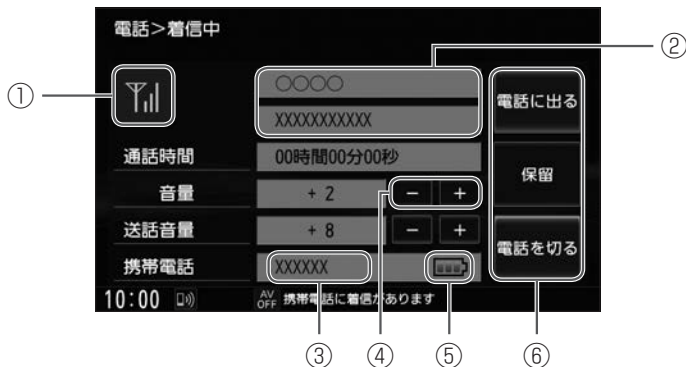 電話>着信中
②
①
○○○○
XXXXXXXXXXX
電話に出る
通話時間 00時間00分00秒
保留
音量 + 2 − +
送話音量 + 8 − +
電話を切る
携帯電話 XXXXXX
10:00 AV OFF 携帯電話に着信があります
③ ④ ⑤ ⑥